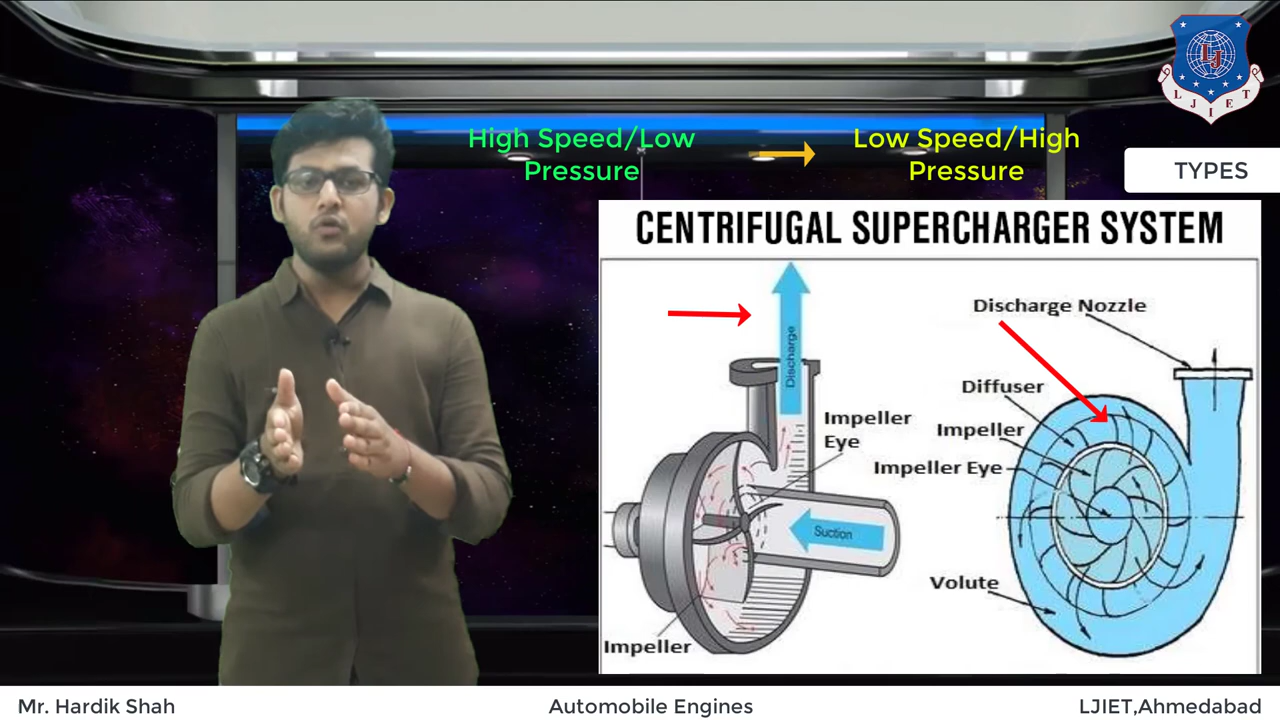 LJ
L J I E T
High Speed/Low
Pressure
Low Speed/High
Pressure
TYPES
CENTRIFUGAL SUPERCHARGER SYSTEM
Discharge
Impeller
Eye
Suction
Impeller
Discharge Nozzle
Diffuser
Impeller
Impeller Eye
Volute
Mr. Hardik Shah
Automobile Engines
LJIET,Ahmedabad